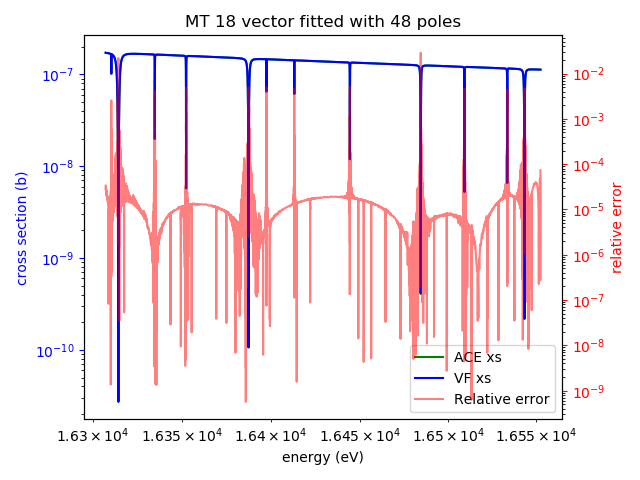 MT 18 vector fitted with 48 poles
10⁻⁷
10⁻⁸
10⁻⁹
10⁻¹⁰
cross section (b)
10⁻²
10⁻³
10⁻⁴
10⁻⁵
10⁻⁶
10⁻⁷
10⁻⁸
10⁻⁹
relative error
ACE xs
VF xs
Relative error
1.63 × 10⁴ 1.635 × 10⁴ 1.64 × 10⁴ 1.645 × 10⁴ 1.65 × 10⁴ 1.655 × 10⁴
energy (eV)